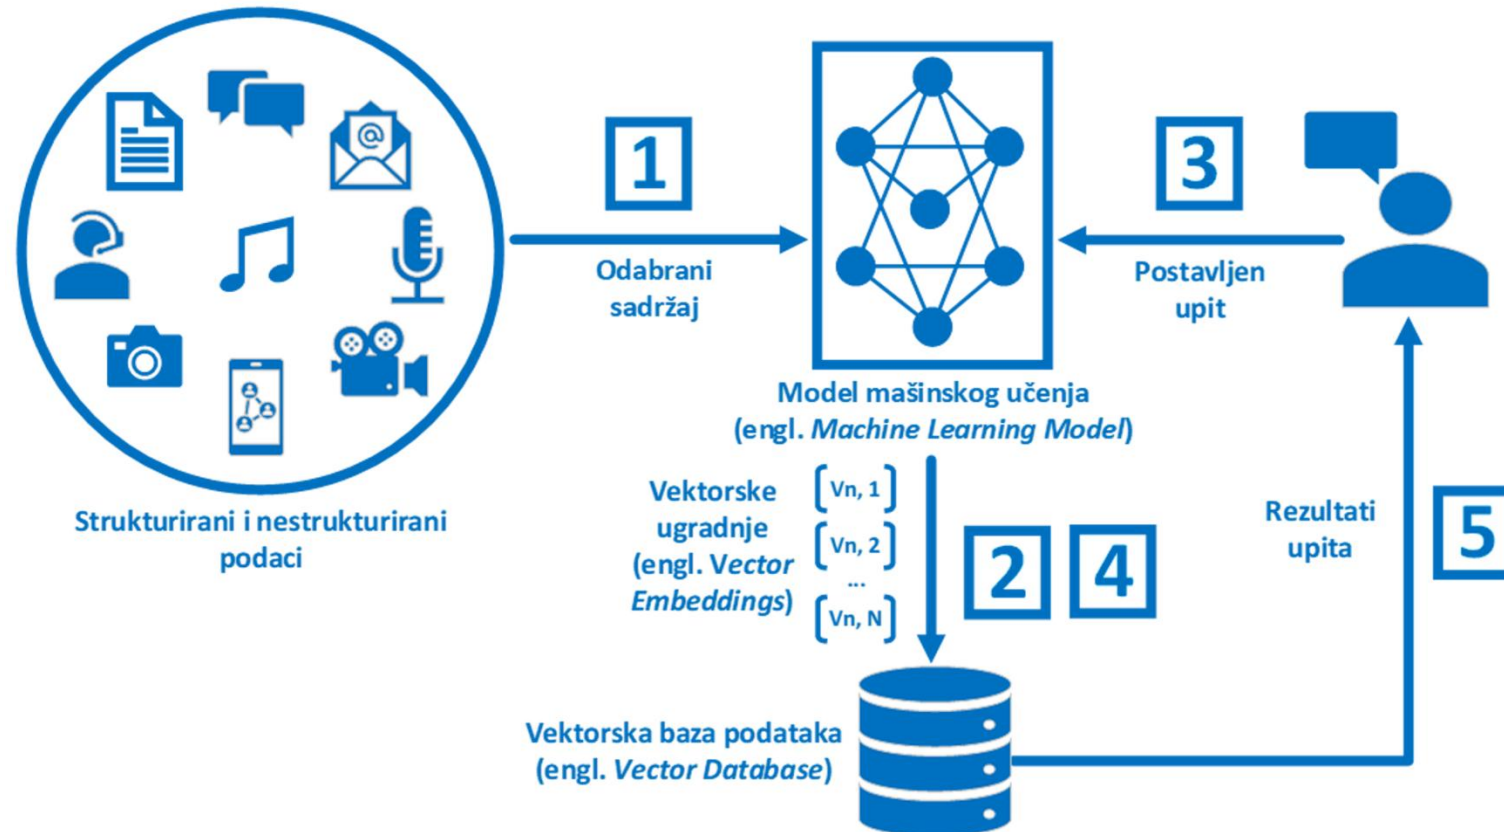 @
1
Odabrani
sadržaj
3
Postavljen
upit
Strukturirani i nestrukturirani
podaci
Model mašinskog učenja
(engl. Machine Learning Model)
Vektorske
ugradnje
(engl. Vector
Embeddings)
Vn, 1
Vn, 2
...
Vn, N
2
4
Rezultati
upita
5
Vektorska baza podataka
(engl. Vector Database)